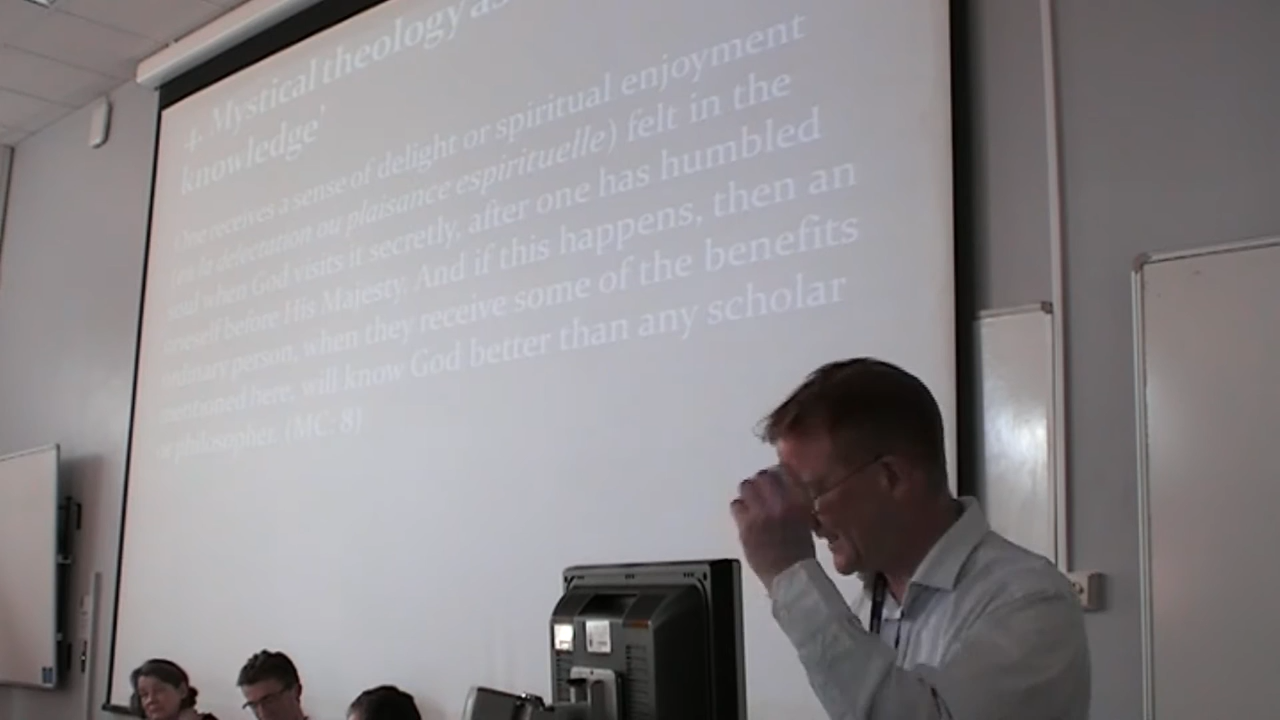 4. Mystical theology as
knowledge'
One receives a sense of delight or spiritual enjoyment
(en la delectation ou plaisance espirituelle) felt in the
soul when God visits it secretly, after one has humbled
oneself before His Majesty. And if this happens, then an
ordinary person, when they receive some of the benefits
mentioned here, will know God better than any scholar
or philosopher. (MC: 8)